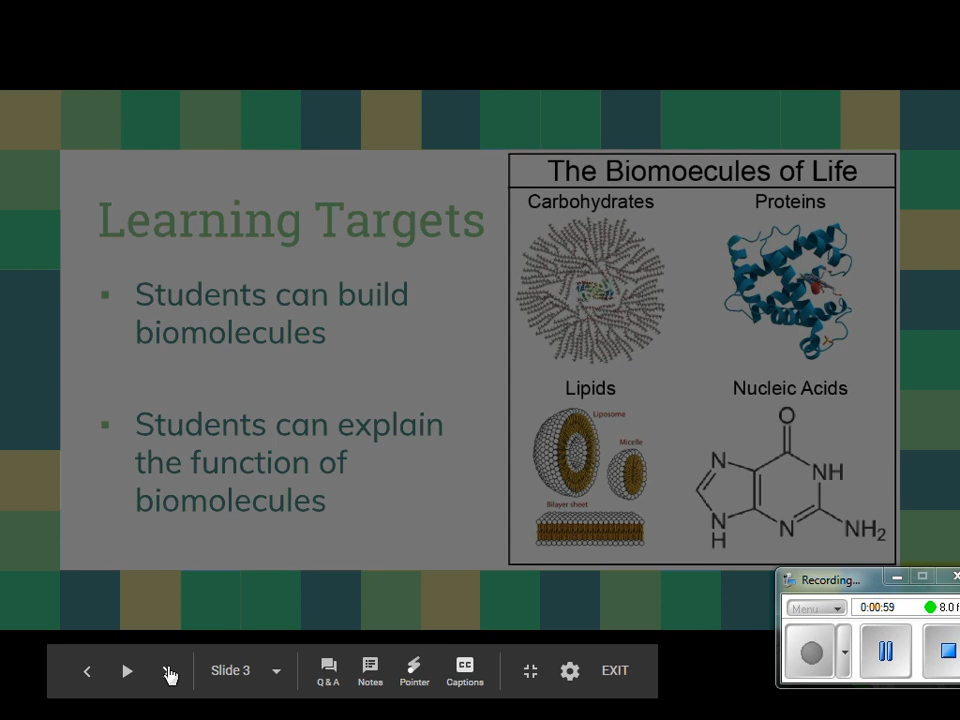 The Biomoecules of Life
Carbohydrates
Proteins
Learning Targets
Students can build
biomolecules
Lipids
Nucleic Acids
Liposome
Micelle
Bilayer sheet
O
N
NH
N
H
N
NH2
Students can explain
the function of
biomolecules
Recording...
Menu
0:00:59
8.0 f
Slide 3
Q & A
Notes
Pointer
CC
Captions
EXIT